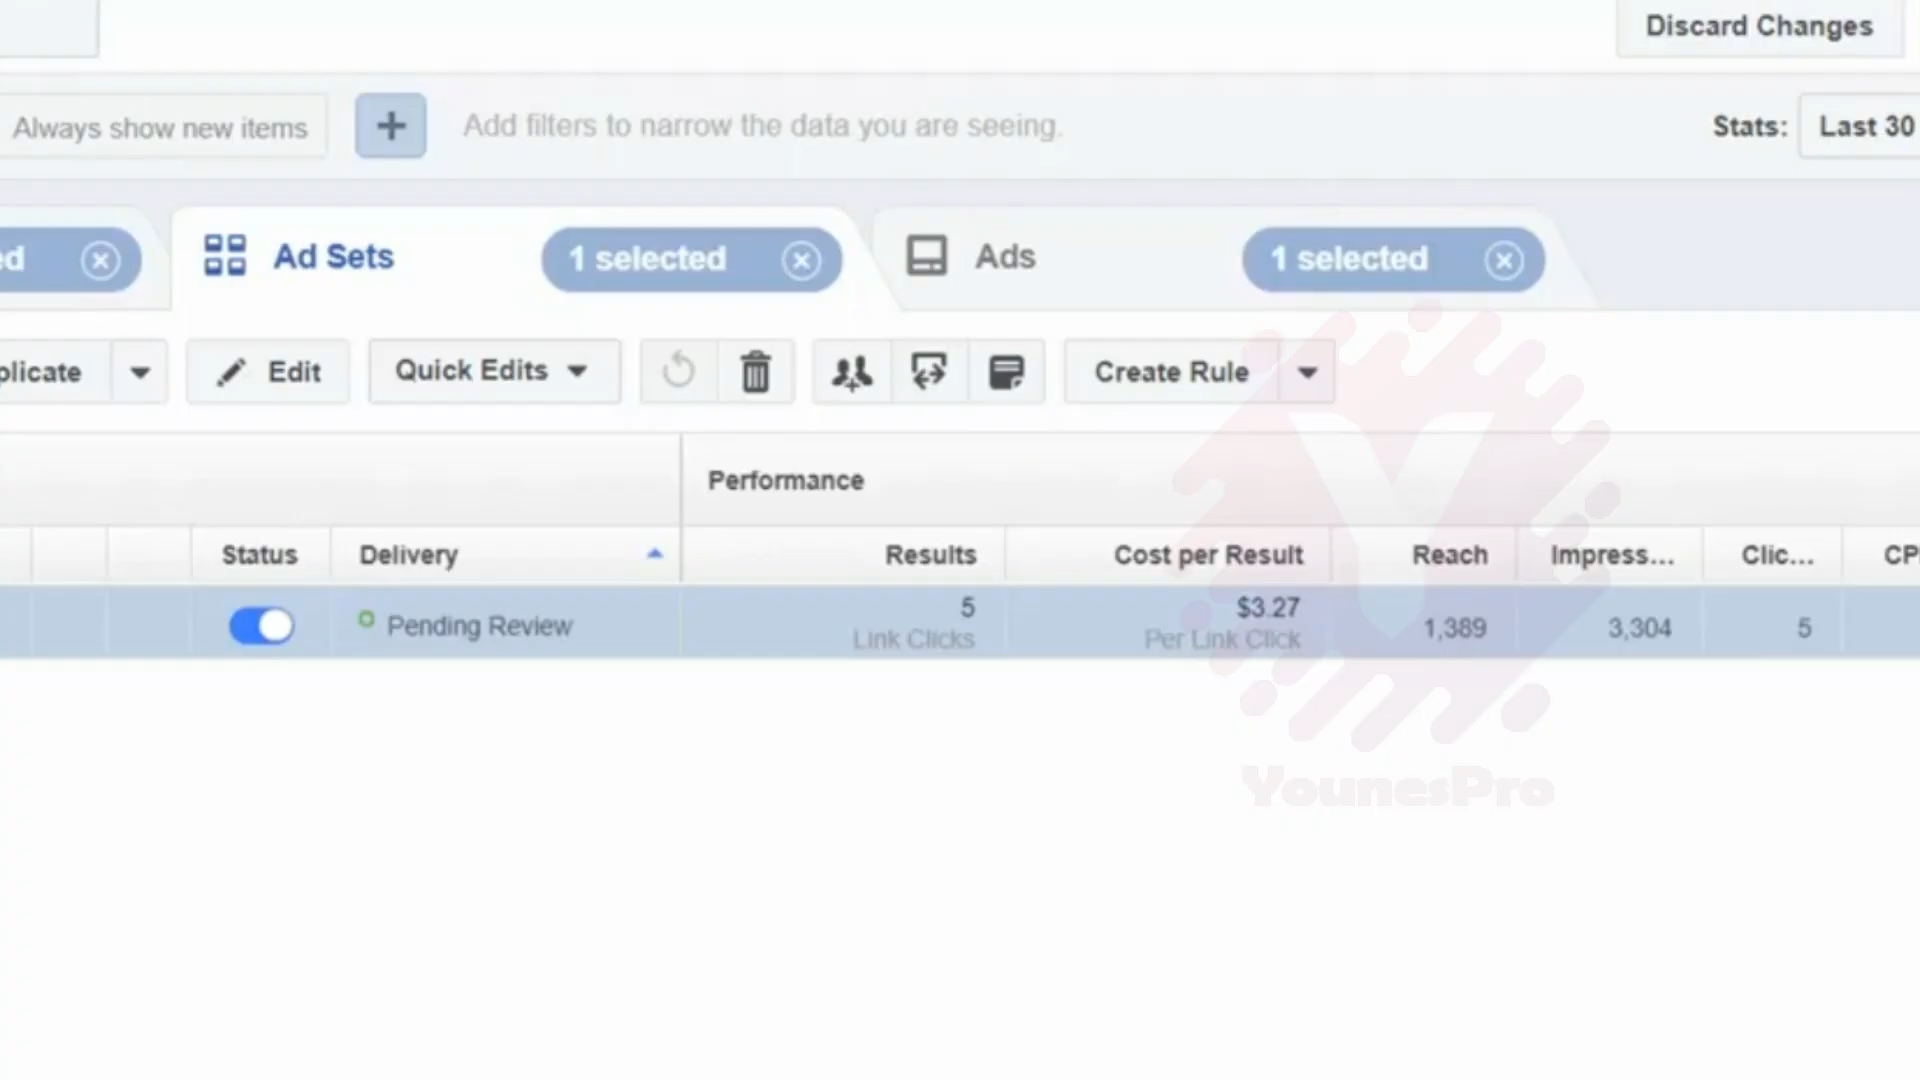 Discard Changes
Always show new items
Add filters to narrow the data you are seeing.
Stats: Last 30
Ad Sets
1 selected
Ads
1 selected
Edit
Quick Edits
Create Rule
Performance
Status
Delivery
Results
Cost per Result
Reach
Impress...
Clic...
Pending Review
5
Link Clicks
$3.27
Per Link Click
1,389
3,304
5
YounesPro